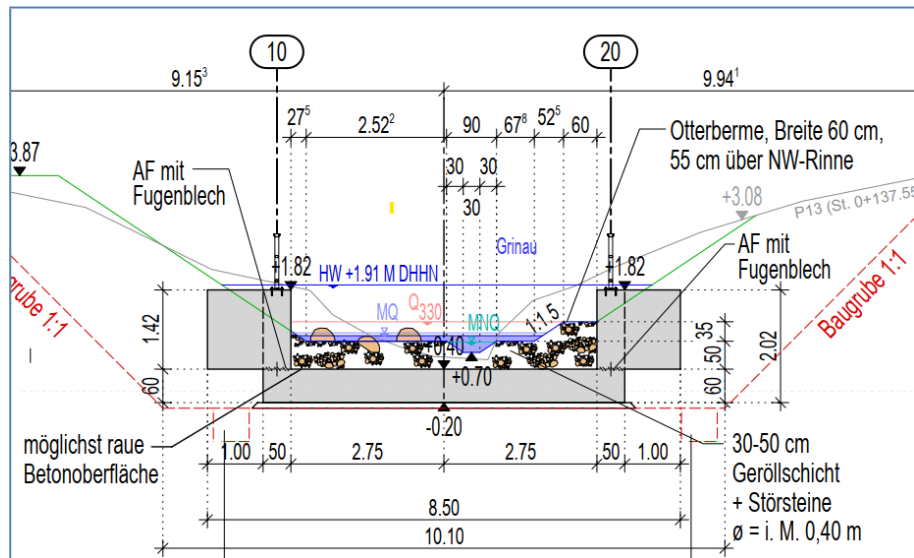 10
20
9.15³
9.94¹
27⁵
2.52²
90
67⁸
52⁵
60
30
30
30
Otterberme, Breite 60 cm,
55 cm über NW-Rinne
3.87
AF mit
Fugenblech
+3.08
P13 (St. 0+137.55
Grinau
AF mit
Fugenblech
+1.82
HW +1.91 M DHHN
+1.82
Baugrube 1:1
MQ
Q330
MNQ
1:1.5
1.42
+0.40
35
50
2.02
+0.70
60
60
-0.20
möglichst raue
Betonoberfläche
30-50 cm
Geröllschicht
+ Störsteine
ø = i. M. 0,40 m
1.00
50
2.75
2.75
50
1.00
8.50
10.10